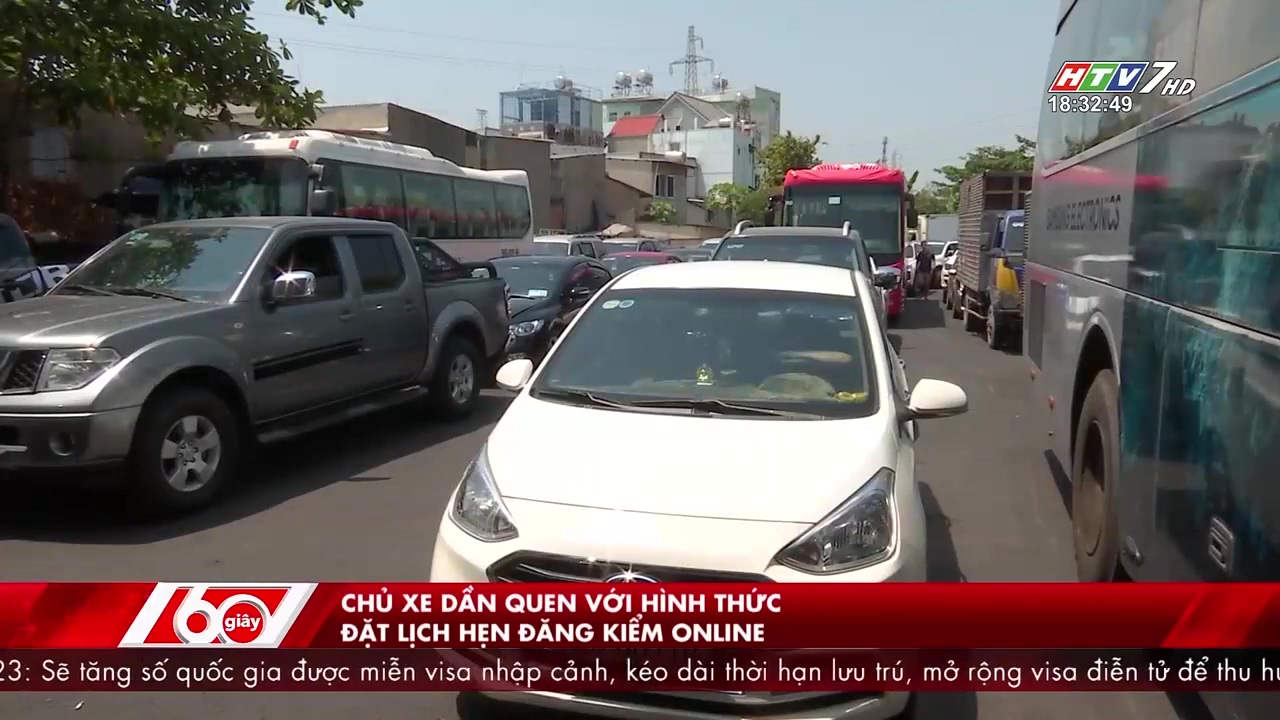 HTV7 HD
18:32:49
SAMSUNG ELECTRONICS
60 giây
CHỦ XE DẦN QUEN VỚI HÌNH THỨC
ĐẶT LỊCH HẸN ĐĂNG KIỂM ONLINE
23: Sẽ tăng số quốc gia được miễn visa nhập cảnh, kéo dài thời hạn lưu trú, mở rộng visa điện tử để thu hú